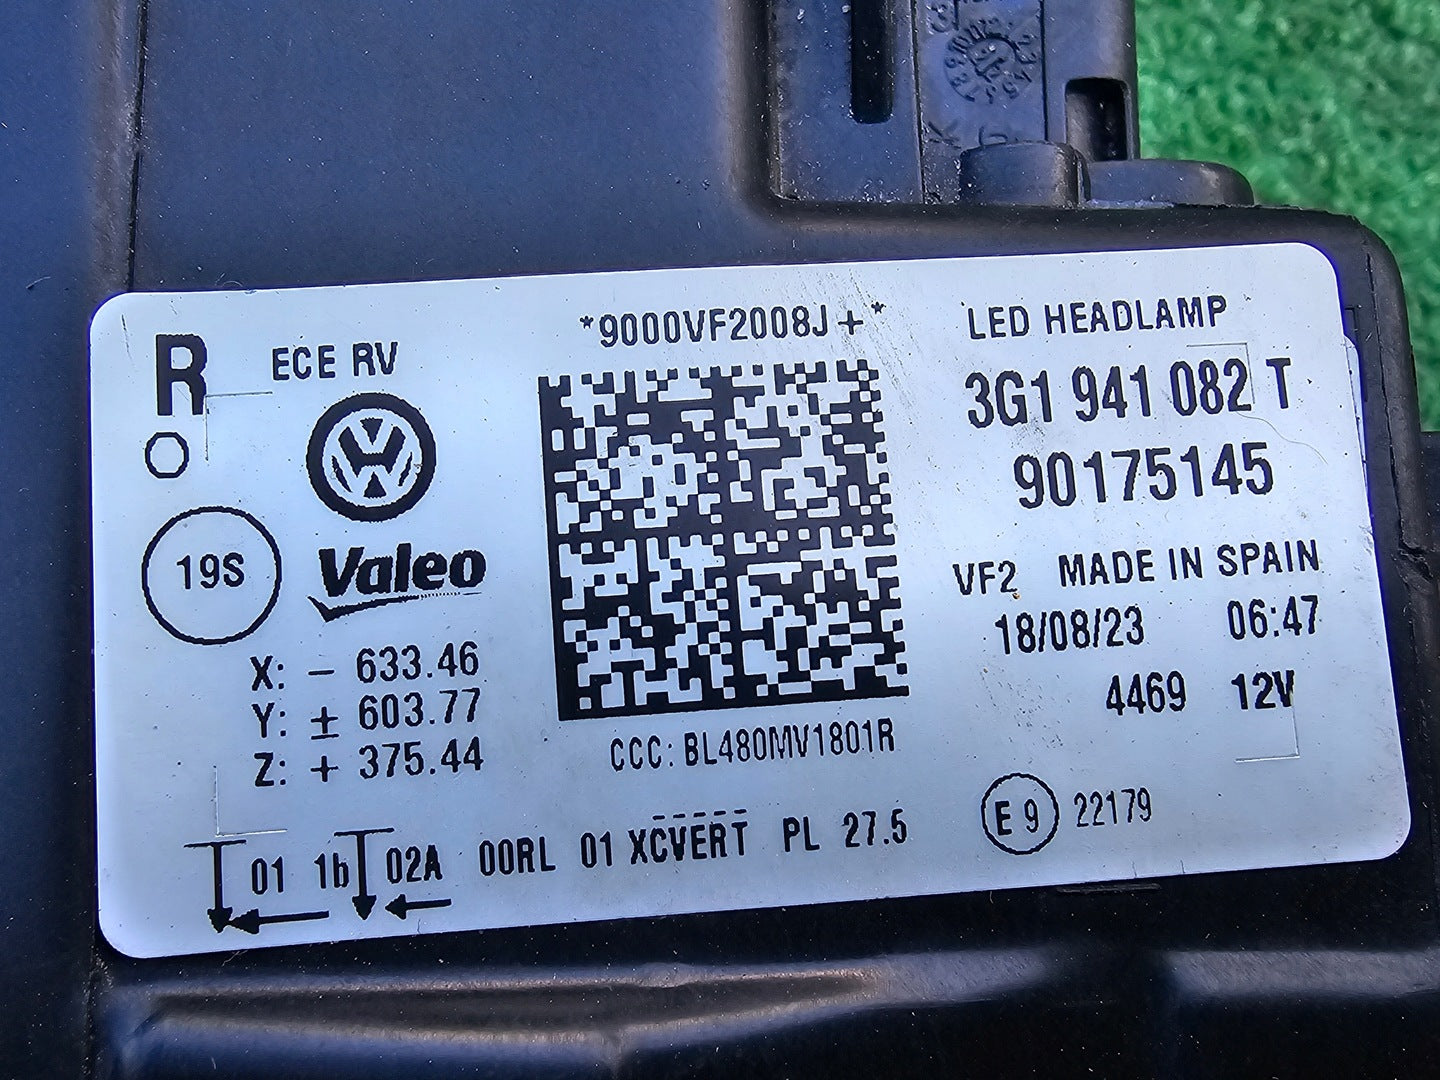 R
ECE RV
*9000VF2008J+*
LED HEADLAMP
3G1 941 082 T
90175145
19S
Valeo
VF2 MADE IN SPAIN
18/08/23 06:47
4469 12V
X: - 633.46
Y: ± 603.77
Z: + 375.44
CCC: BL480MV1801R
01 1b 02A 00RL 01 XCVERT PL 27.5
E 9 22179